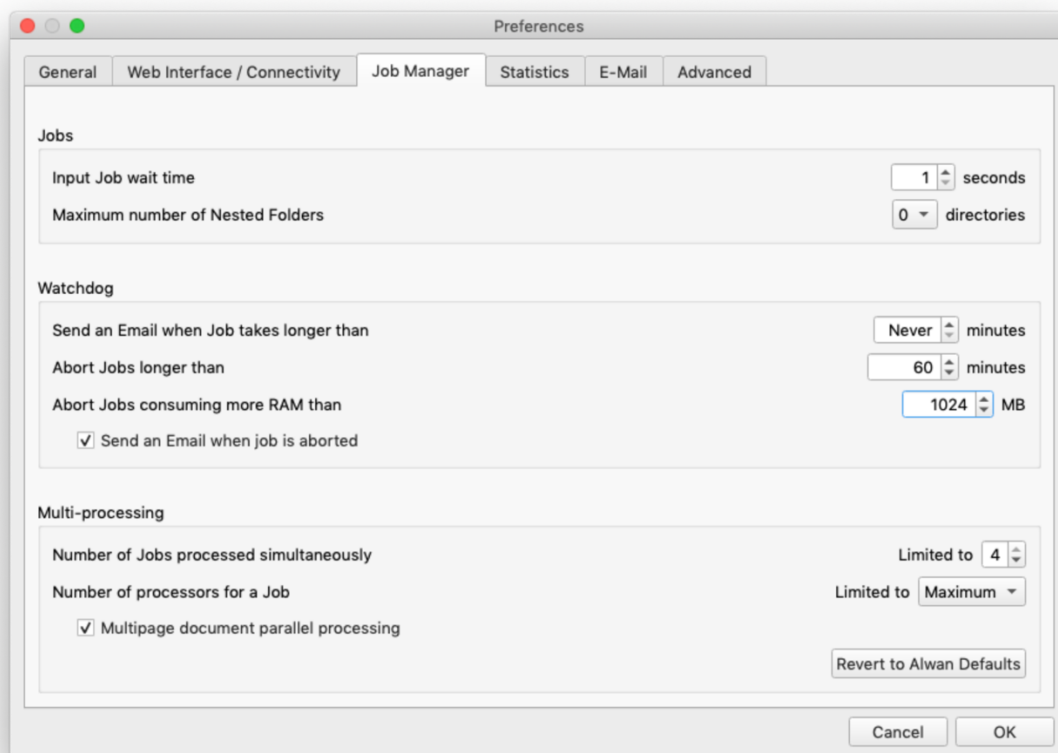 Preferences
General Web Interface / Connectivity Job Manager Statistics E-Mail Advanced
Jobs
Input Job wait time 1 seconds
Maximum number of Nested Folders 0 directories
Watchdog
Send an Email when Job takes longer than Never minutes
Abort Jobs longer than 60 minutes
Abort Jobs consuming more RAM than 1024 MB
Send an Email when job is aborted
Multi-processing
Number of Jobs processed simultaneously Limited to 4
Number of processors for a Job Limited to Maximum
Multipage document parallel processing
Revert to Alwan Defaults
Cancel OK